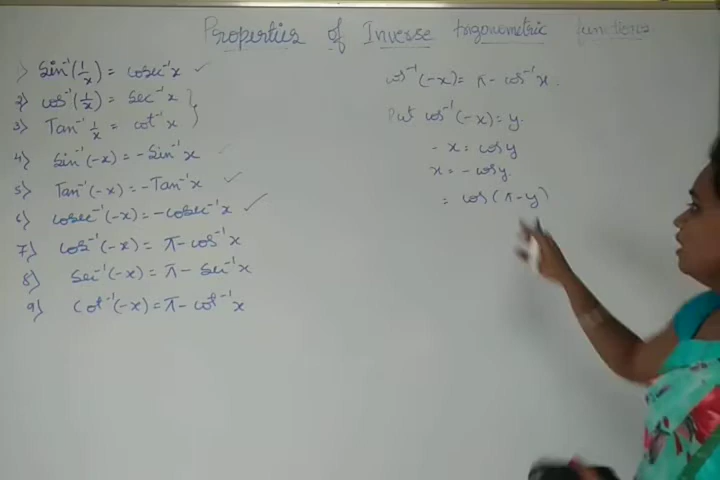 Properties of Inverse trigonometric functions
1) Sin⁻¹(1/x) = cosec⁻¹x ✓
2) cos⁻¹(1/x) = sec⁻¹x
3) Tan⁻¹ 1/x = cot⁻¹x
4) Sin⁻¹(-x) = -Sin⁻¹x
5) Tan⁻¹(-x) = -Tan⁻¹x ✓
6) cosec⁻¹(-x) = -cosec⁻¹x ✓
7) cos⁻¹(-x) = π - cos⁻¹x
8) Sec⁻¹(-x) = π - Sec⁻¹x
9) Cot⁻¹(-x) = π - cot⁻¹x
cos⁻¹(-x) = π - cos⁻¹x.
Put cos⁻¹(-x) = y.
-x = cosy
x = -cosy.
= cos(π-y)